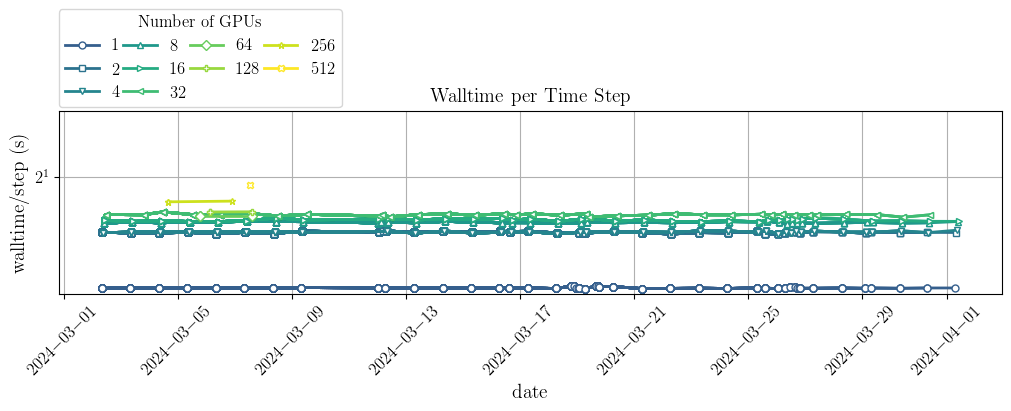 Number of GPUs
1 8 64 256
2 16 128 512
4 32
Walltime per Time Step
walltime/step (s)
2^1
2024−03−01
2024−03−05
2024−03−09
2024−03−13
2024−03−17
2024−03−21
2024−03−25
2024−03−29
2024−04−01
date